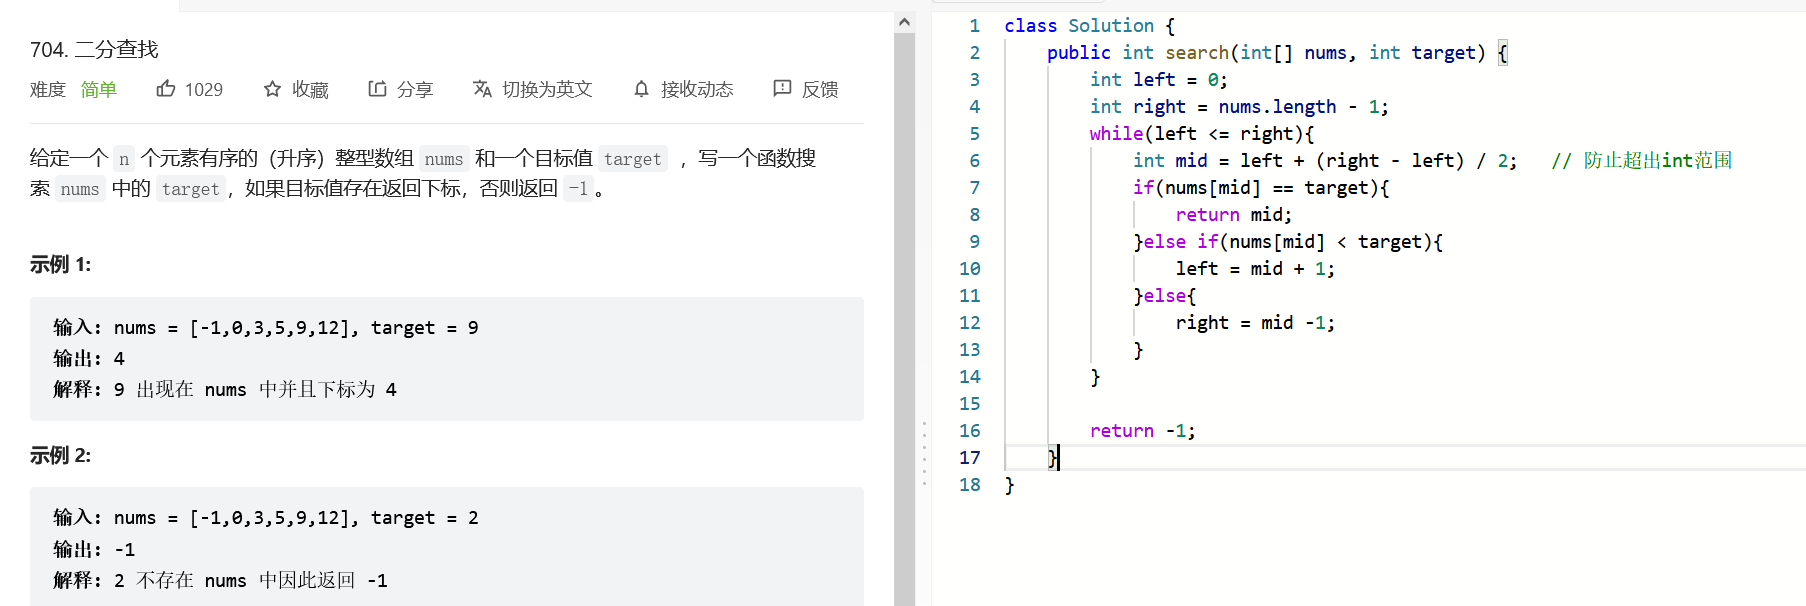 704. 二分查找
难度 简单 1029 收藏 分享 切换为英文 接收动态 反馈
给定一个 n 个元素有序的（升序）整型数组 nums 和一个目标值 target ，写一个函数搜
索 nums 中的 target，如果目标值存在返回下标，否则返回 -1。
示例 1:
输入: nums = [-1,0,3,5,9,12], target = 9
输出: 4
解释: 9 出现在 nums 中并且下标为 4
示例 2:
输入: nums = [-1,0,3,5,9,12], target = 2
输出: -1
解释: 2 不存在 nums 中因此返回 -1
1 class Solution {
2 public int search(int[] nums, int target) {
3 int left = 0;
4 int right = nums.length - 1;
5 while(left <= right){
6 int mid = left + (right - left) / 2; // 防止超出int范围
7 if(nums[mid] == target){
8 return mid;
9 }else if(nums[mid] < target){
10 left = mid + 1;
11 }else{
12 right = mid -1;
13 }
14 }
15
16 return -1;
17 }
18 }